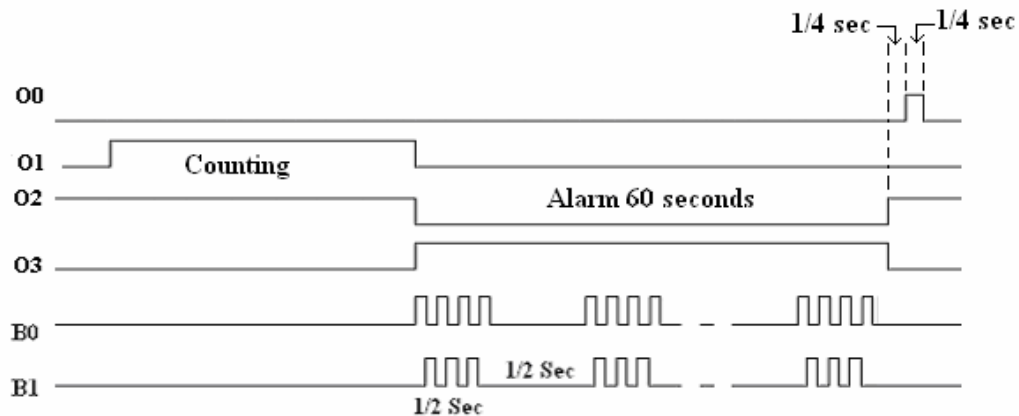 1/4 sec
1/4 sec
O0
O1
Counting
O2
Alarm 60 seconds
O3
B0
B1
1/2 Sec
1/2 Sec